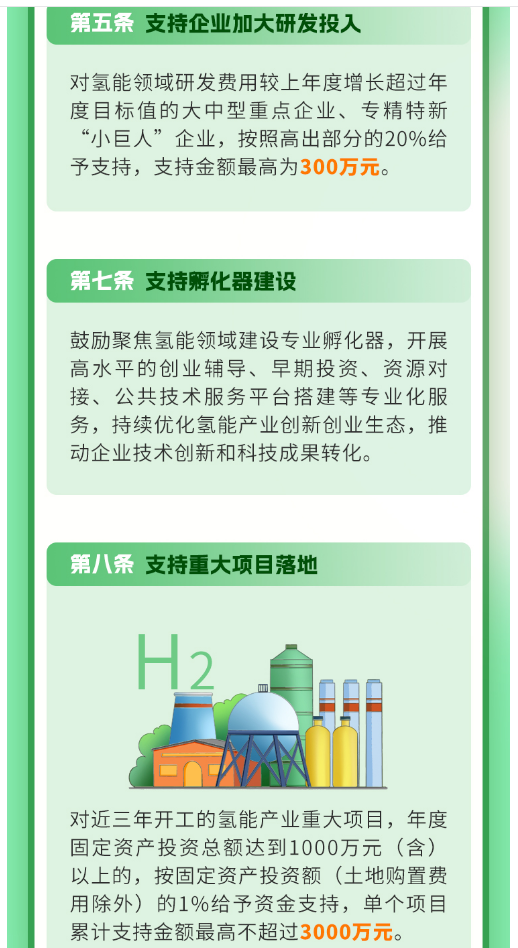 第五条 支持企业加大研发投入
对氢能领域研发费用较上年度增长超过年
度目标值的大中型重点企业、专精特新
“小巨人”企业，按照高出部分的20%给
予支持，支持金额最高为300万元。
第七条 支持孵化器建设
鼓励聚焦氢能领域建设专业孵化器，开展
高水平的创业辅导、早期投资、资源对
接、公共技术服务平台搭建等专业化服
务，持续优化氢能产业创新创业生态，推
动企业技术创新和科技成果转化。
第八条 支持重大项目落地
H2
对近三年开工的氢能产业重大项目，年度
固定资产投资总额达到1000万元（含）
以上的，按固定资产投资额（土地购置费
用除外）的1%给予资金支持，单个项目
累计支持金额最高不超过3000万元。